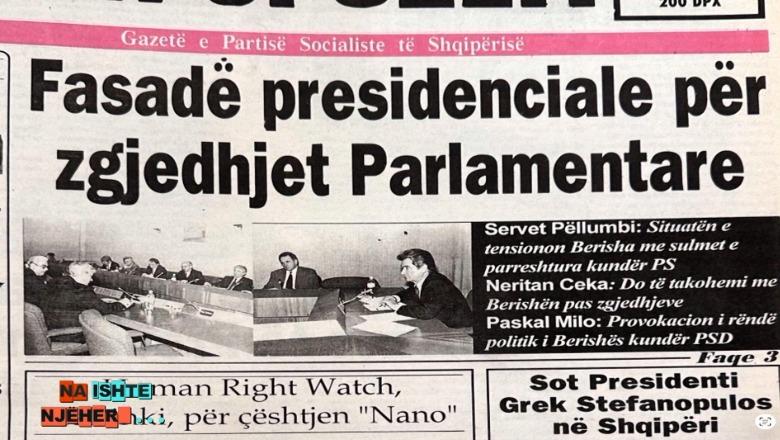 200 DPX
Gazetë e Partisë Socialiste të Shqipërisë
Fasadë presidenciale për
zgjedhjet Parlamentare
Servet Pëllumbi: Situatën e
tensionon Berisha me sulmet e
parreshtura kundër PS
Neritan Ceka: Do të takohemi me
Berishën pas zgjedhjeve
Paskal Milo: Provokacion i rëndë
politik i Berishës kundër PSD
Faqe 3
Right Watch,
për çështjen "Nano"
NA ISHTE
NJËHER...
Sot Presidenti
Grek Stefanopulos
në Shqipëri